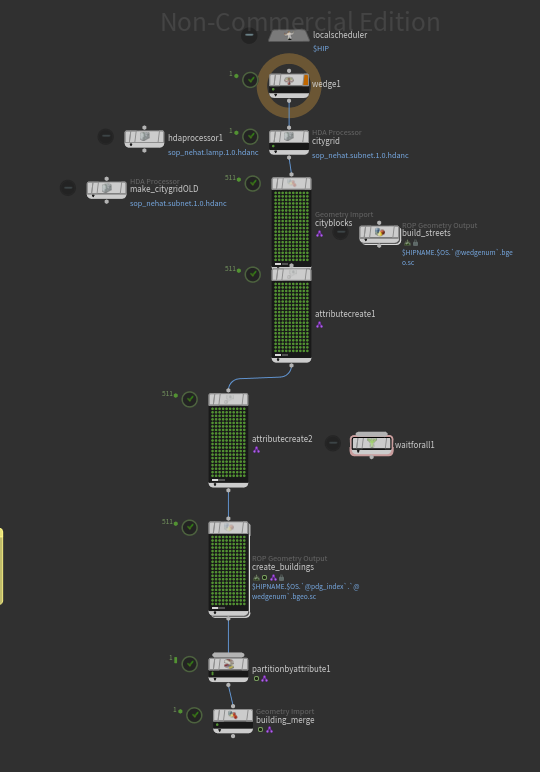 Non-Commercial Edition
localscheduler
$HIP
1
wedge1
hdaprocessor1
sop_nehat.lamp.1.0.hdanc
1
HDA Processor
citygrid
sop_nehat.subnet.1.0.hdanc
HDA Processor
make_citygridOLD
sop_nehat.subnet.1.0.hdanc
511
Geometry Import
cityblocks
ROP Geometry Output
build_streets
$HIPNAME.$OS.`@wedgenum`.bge
o.sc
511
attributecreate1
511
attributecreate2
waitforall1
511
ROP Geometry Output
create_buildings
$HIPNAME.$OS.`@pdg_index`.`@
wedgenum`.bgeo.sc
1
partitionbyattribute1
1
Geometry Import
building_merge